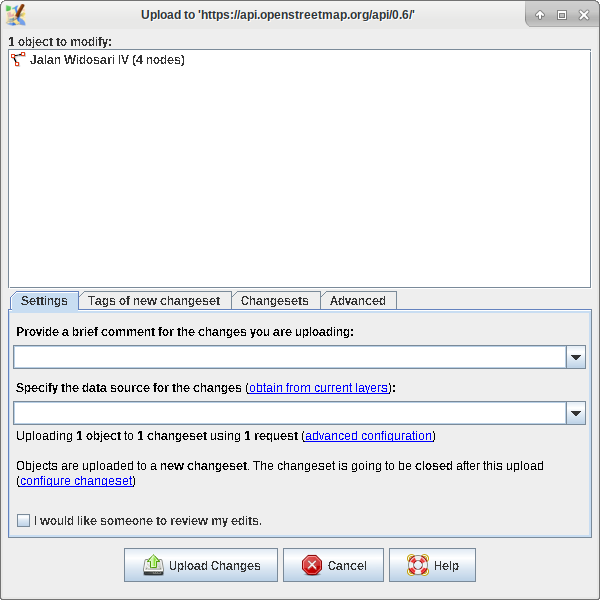 Upload to 'https://api.openstreetmap.org/api/0.6/'
1 object to modify:
Jalan Widosari IV (4 nodes)
Settings Tags of new changeset Changesets Advanced
Provide a brief comment for the changes you are uploading:
Specify the data source for the changes (obtain from current layers):
Uploading 1 object to 1 changeset using 1 request (advanced configuration)
Objects are uploaded to a new changeset. The changeset is going to be closed after this upload
(configure changeset)
I would like someone to review my edits.
Upload Changes Cancel Help